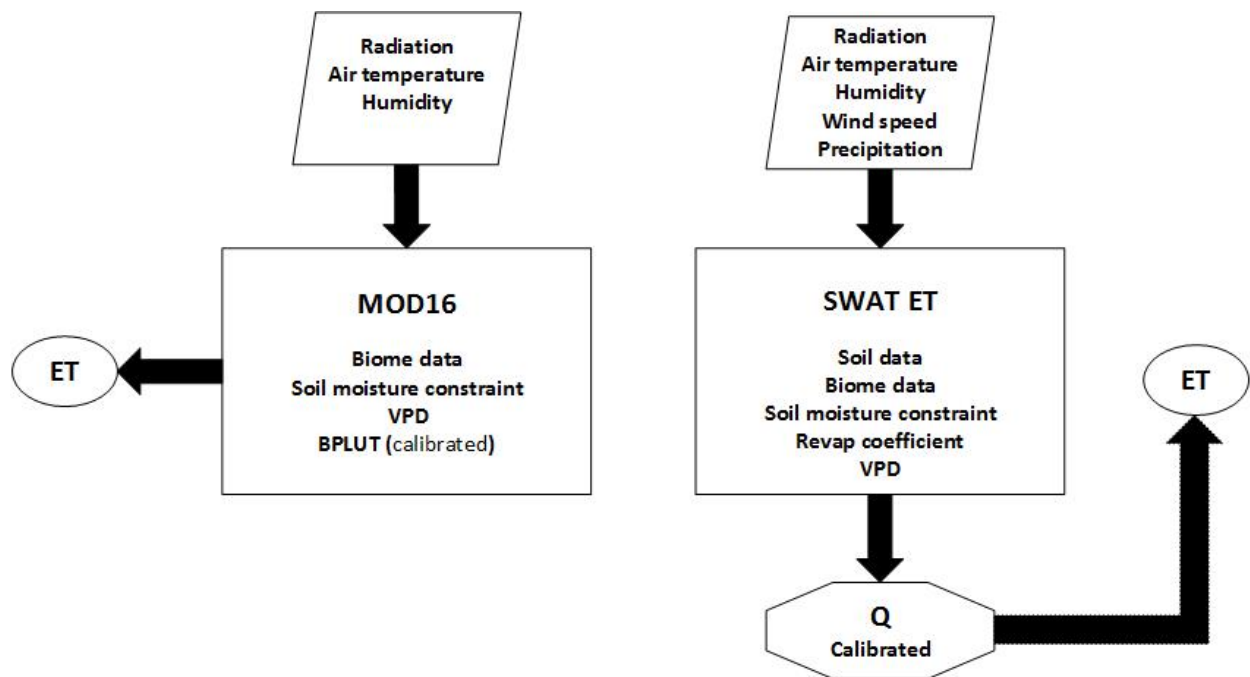 Radiation
Air temperature
Humidity
MOD16
Biome data
Soil moisture constraint
VPD
BPLUT (calibrated)
ET
Radiation
Air temperature
Humidity
Wind speed
Precipitation
SWAT ET
Soil data
Biome data
Soil moisture constraint
Revap coefficient
VPD
Q
Calibrated
ET